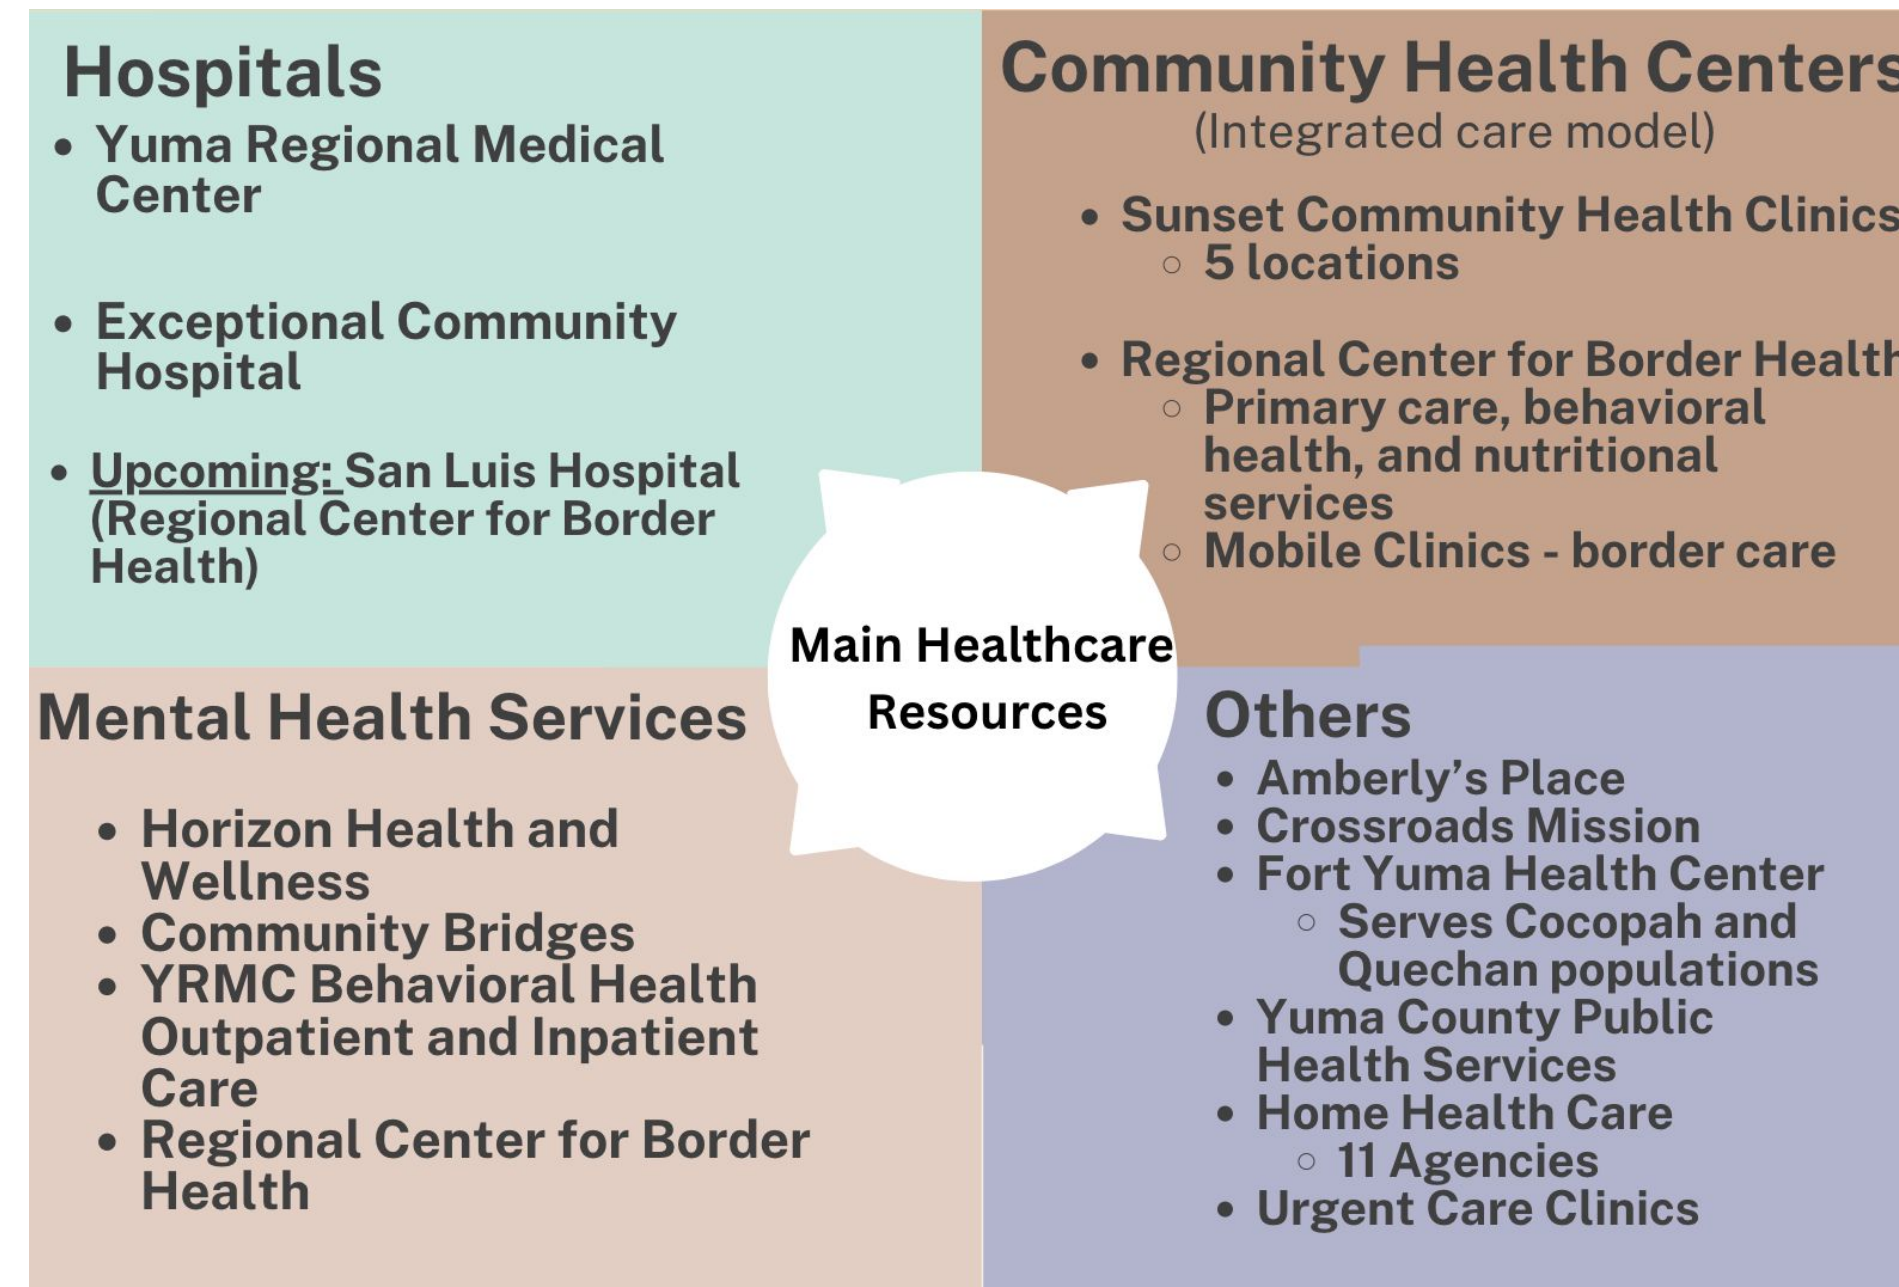 Hospitals
• Yuma Regional Medical
Center
• Exceptional Community
Hospital
• Upcoming: San Luis Hospital
(Regional Center for Border
Health)
Community Health Centers
(Integrated care model)
• Sunset Community Health Clinics
○ 5 locations
• Regional Center for Border Health
○ Primary care, behavioral
health, and nutritional
services
○ Mobile Clinics - border care
Main Healthcare
Resources
Mental Health Services
• Horizon Health and
Wellness
• Community Bridges
• YRMC Behavioral Health
Outpatient and Inpatient
Care
• Regional Center for Border
Health
Others
• Amberly’s Place
• Crossroads Mission
• Fort Yuma Health Center
○ Serves Cocopah and
Quechan populations
• Yuma County Public
Health Services
• Home Health Care
○ 11 Agencies
• Urgent Care Clinics